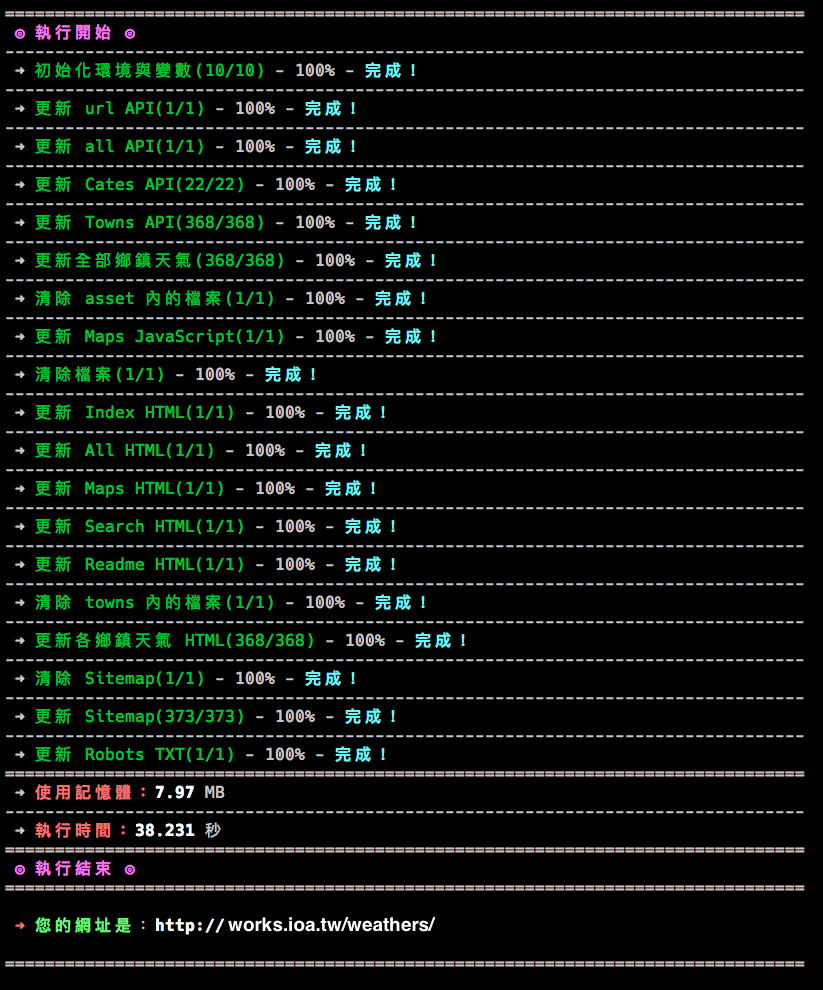 ◎ 執行開始 ◎
➜ 初始化環境與變數(10/10) - 100% - 完成！
➜ 更新 url API(1/1) - 100% - 完成！
➜ 更新 all API(1/1) - 100% - 完成！
➜ 更新 Cates API(22/22) - 100% - 完成！
➜ 更新 Towns API(368/368) - 100% - 完成！
➜ 更新全部鄉鎮天氣(368/368) - 100% - 完成！
➜ 清除 asset 內的檔案(1/1) - 100% - 完成！
➜ 更新 Maps JavaScript(1/1) - 100% - 完成！
➜ 清除檔案(1/1) - 100% - 完成！
➜ 更新 Index HTML(1/1) - 100% - 完成！
➜ 更新 All HTML(1/1) - 100% - 完成！
➜ 更新 Maps HTML(1/1) - 100% - 完成！
➜ 更新 Search HTML(1/1) - 100% - 完成！
➜ 更新 Readme HTML(1/1) - 100% - 完成！
➜ 清除 towns 內的檔案(1/1) - 100% - 完成！
➜ 更新各鄉鎮天氣 HTML(368/368) - 100% - 完成！
➜ 清除 Sitemap(1/1) - 100% - 完成！
➜ 更新 Sitemap(373/373) - 100% - 完成！
➜ 更新 Robots TXT(1/1) - 100% - 完成！
➜ 使用記憶體：7.97 MB
➜ 執行時間：38.231 秒
◎ 執行結束 ◎
➜ 您的網址是：http://works.ioa.tw/weathers/